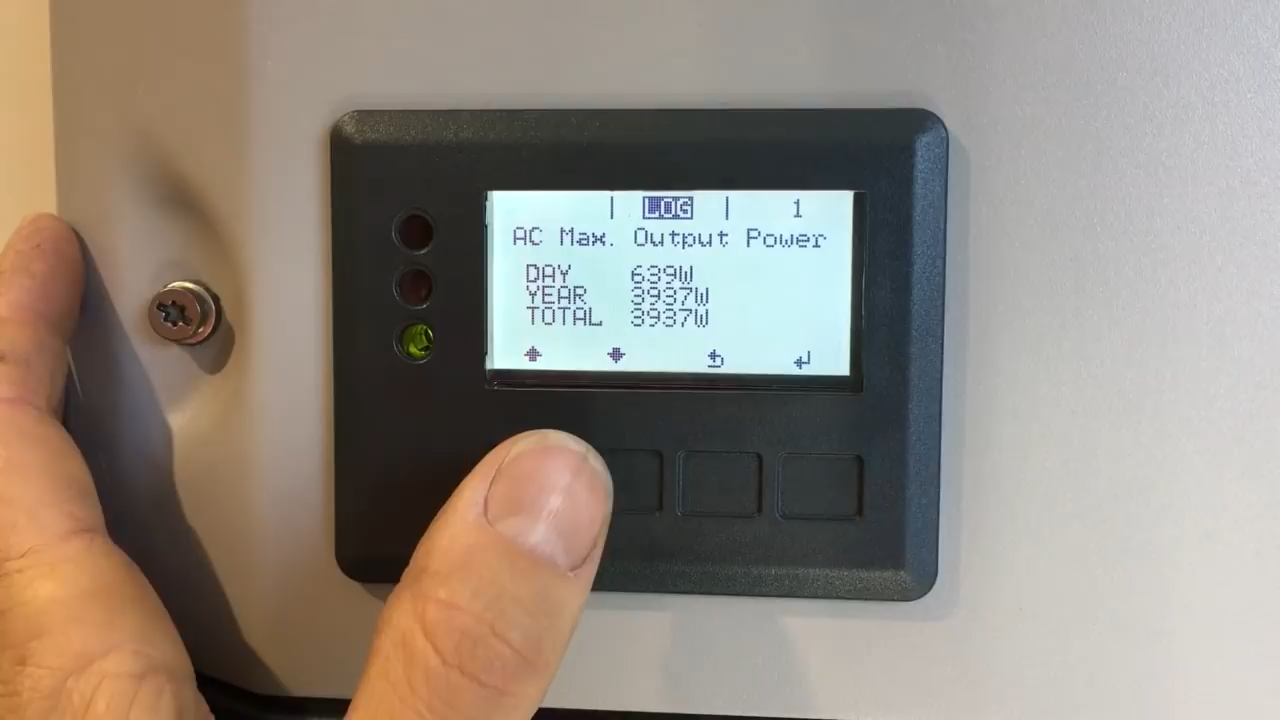 | LOG | 1
AC Max. Output Power
DAY 639W
YEAR 3937W
TOTAL 3937W